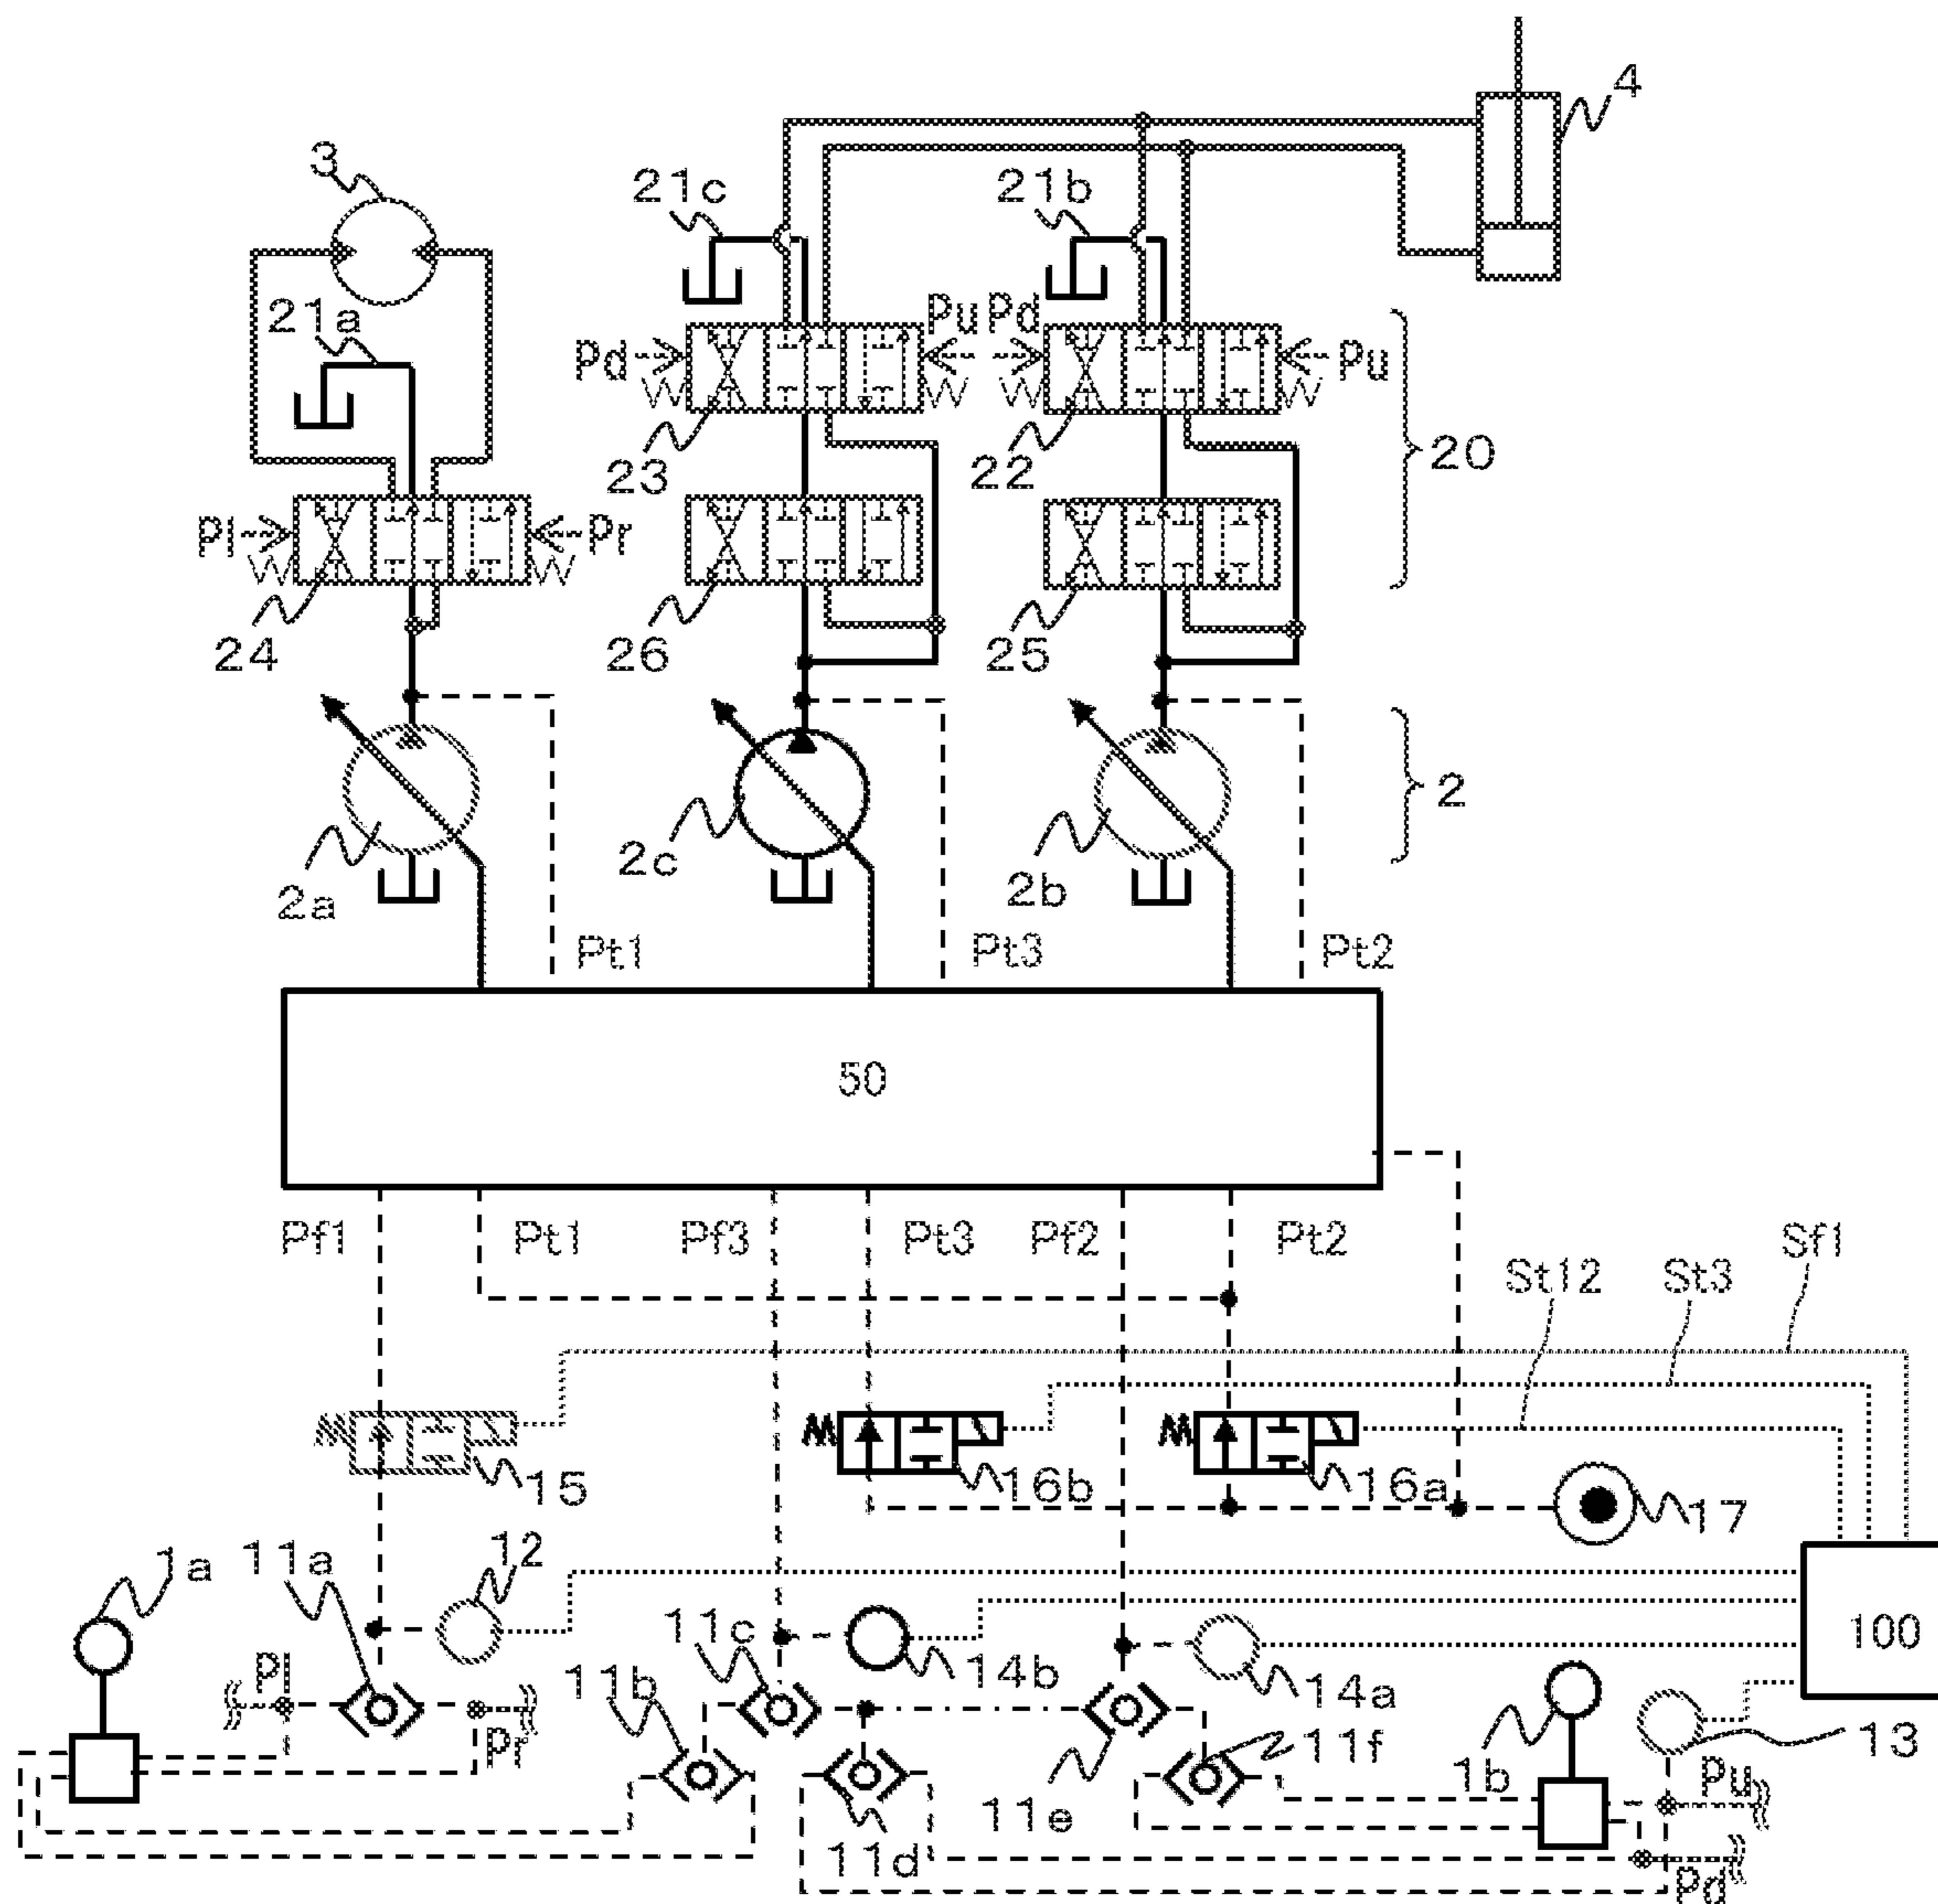 4
3
21c
21b
21a
Pd
Pu
Pd
Pu
20
23
22
Pl
Pr
24
26
25
2
2a
2c
2b
Pt1
Pt3
Pt2
50
Pf1
Pt1
Pf3
Pt3
Pf2
Pt2
Sf1
St12
St3
15
16b
16a
17
1a
11a
12
11c
14b
14a
100
11b
Pl
Pr
11f
1b
13
11e
11d
Pu
Pd